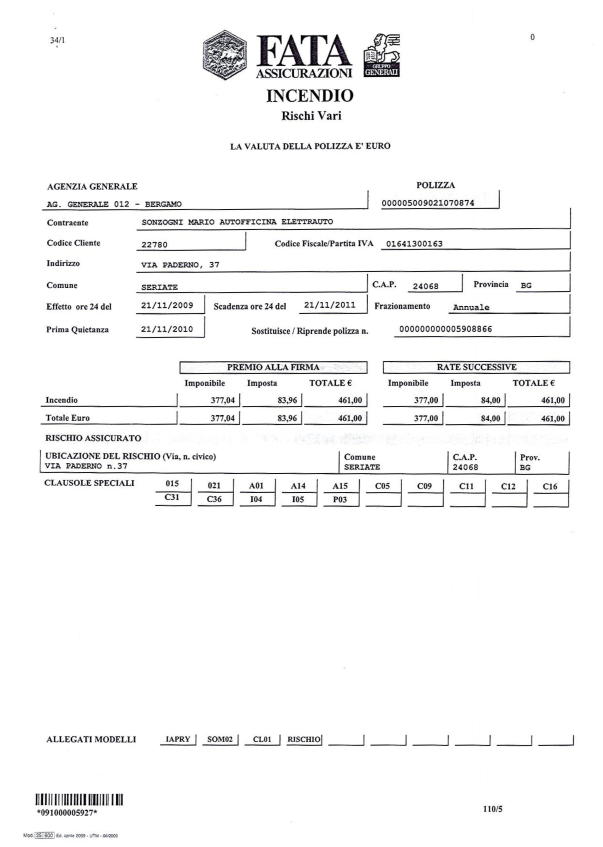 34/1
0
FATA
ASSICURAZIONI
GRUPPO
GENERALI
INCENDIO
Rischi Vari
LA VALUTA DELLA POLIZZA E' EURO
AGENZIA GENERALE POLIZZA
AG. GENERALE 012 - BERGAMO 000005009021070874
Contraente SONZOGNI MARIO AUTOFFICINA ELETTRAUTO
Codice Cliente 22780 Codice Fiscale/Partita IVA 01641300163
Indirizzo VIA PADERNO, 37
Comune SERIATE C.A.P. 24068 Provincia BG
Effetto ore 24 del 21/11/2009 Scadenza ore 24 del 21/11/2011 Frazionamento Annuale
Prima Quietanza 21/11/2010 Sostituisce / Riprende polizza n. 000000000005908866
PREMIO ALLA FIRMA RATE SUCCESSIVE
Imponibile Imposta TOTALE € Imponibile Imposta TOTALE €
Incendio 377,04 83,96 461,00 377,00 84,00 461,00
Totale Euro 377,04 83,96 461,00 377,00 84,00 461,00
RISCHIO ASSICURATO
UBICAZIONE DEL RISCHIO (Via, n. civico) Comune C.A.P. Prov.
VIA PADERNO n.37 SERIATE 24068 BG
CLAUSOLE SPECIALI 015 021 A01 A14 A15 C05 C09 C11 C12 C16
C31 C36 I04 I05 P03
ALLEGATI MODELLI IAPRY SOM02 CL01 RISCHIO
*091000005927*
110/5
Mod. 35 600 Ed. aprile 2009 - UTM - 04/2009